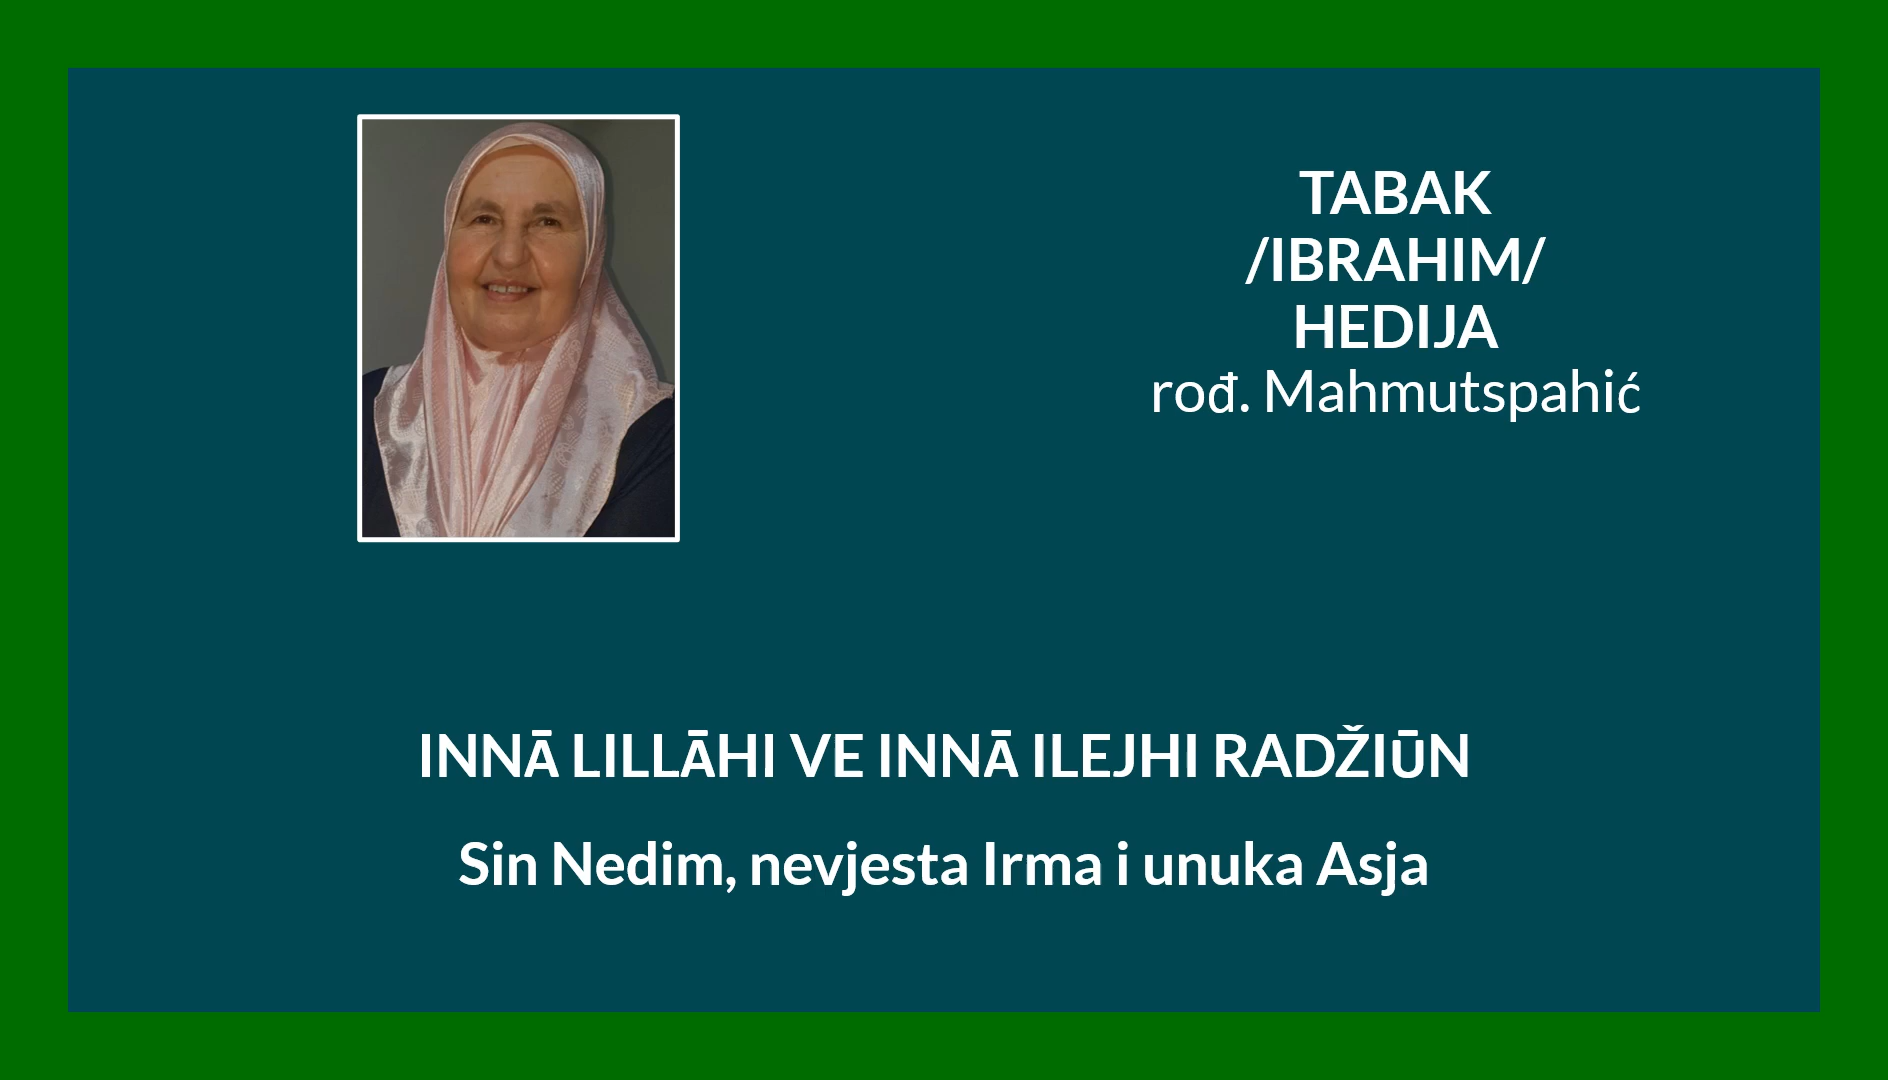 TABAK
/IBRAHIM/
HEDIJA
rođ. Mahmutspahić
INNĀ LILLĀHI VE INNĀ ILEJHI RADŽIŪN
Sin Nedim, nevjesta Irma i unuka Asja